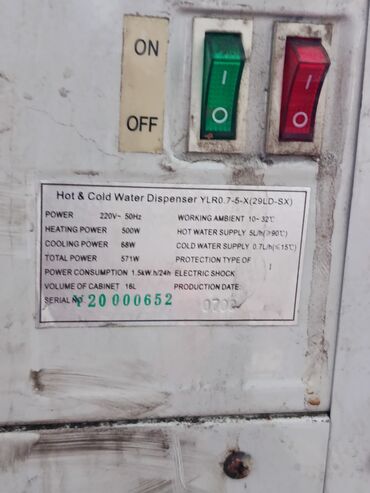 ON
OFF
Hot & Cold Water Dispenser YLR0.7-5-X(29LD-SX)
POWER 220V~ 50Hz WORKING AMBIENT 10~32℃
HEATING POWER 500W HOT WATER SUPPLY 5L/h(≥90℃)
COOLING POWER 68W COLD WATER SUPPLY 0.7L/h(≤15℃)
TOTAL POWER 571W PROTECTION TYPE OF I
POWER CONSUMPTION 1.5kW.h/24h ELECTRIC SHOCK
VOLUME OF CABINET 16L PRODUCTION DATE:
SERIAL NO. 20000652